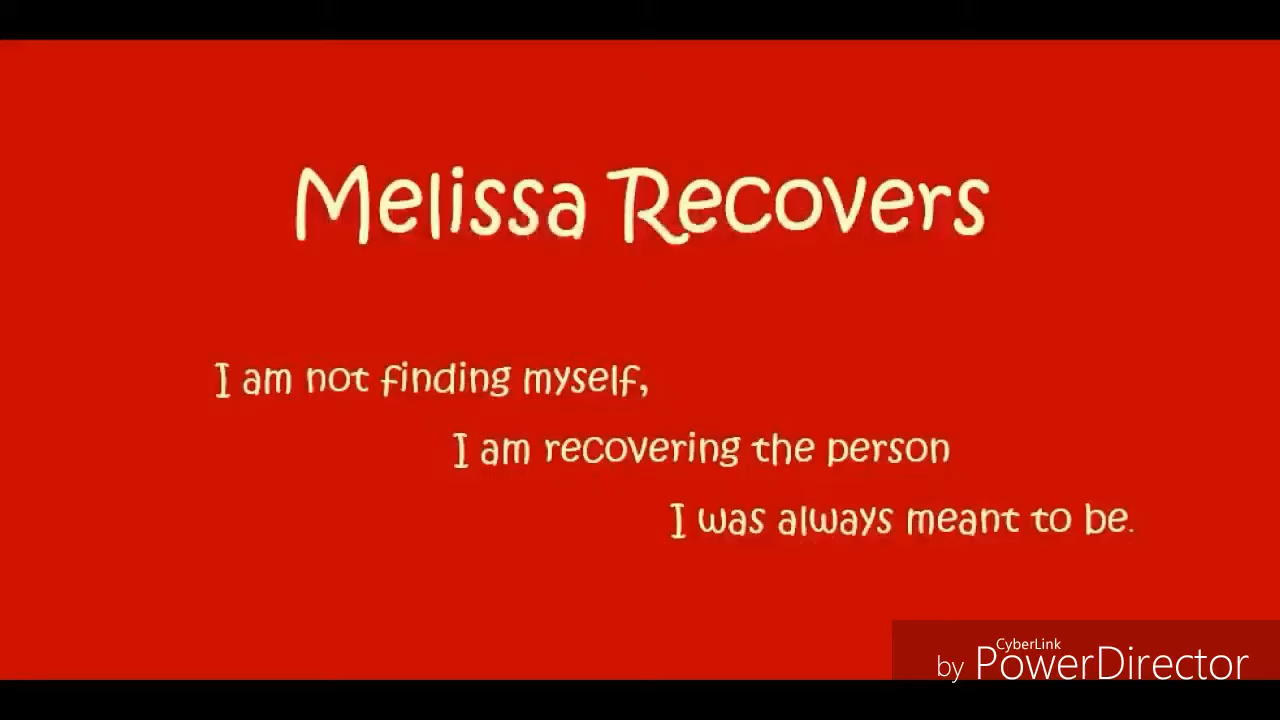 Melissa Recovers
I am not finding myself,
I am recovering the person
I was always meant to be.
CyberLink
by PowerDirector